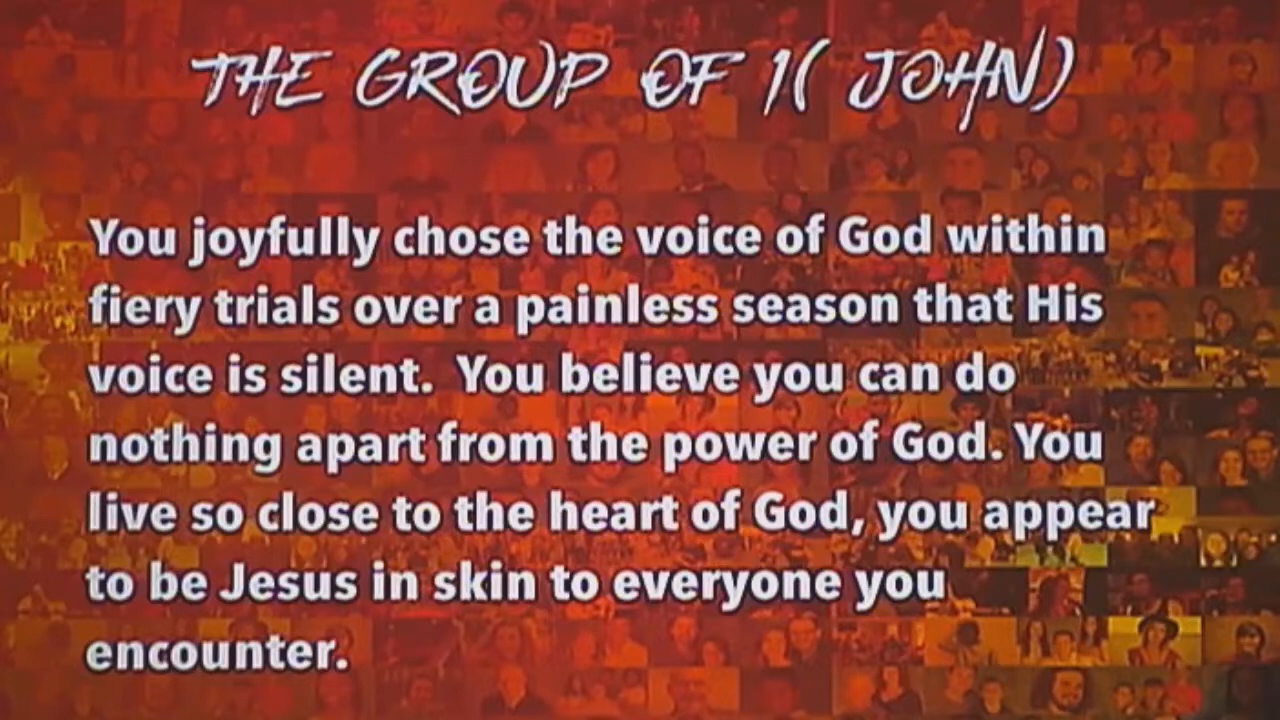 THE GROUP OF 1( JOHN)
You joyfully chose the voice of God within
fiery trials over a painless season that His
voice is silent.  You believe you can do
nothing apart from the power of God. You
live so close to the heart of God, you appear
to be Jesus in skin to everyone you
encounter.